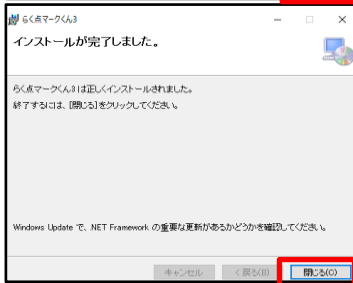 らく点マークくん3
インストールが完了しました。
らく点マークくん3 は正しくインストールされました。
終了するには、[閉じる]をクリックしてください。
Windows Update で、.NET Framework の重要な更新があるかどうかを確認してください。
キャンセル
< 戻る(B)
閉じる(C)